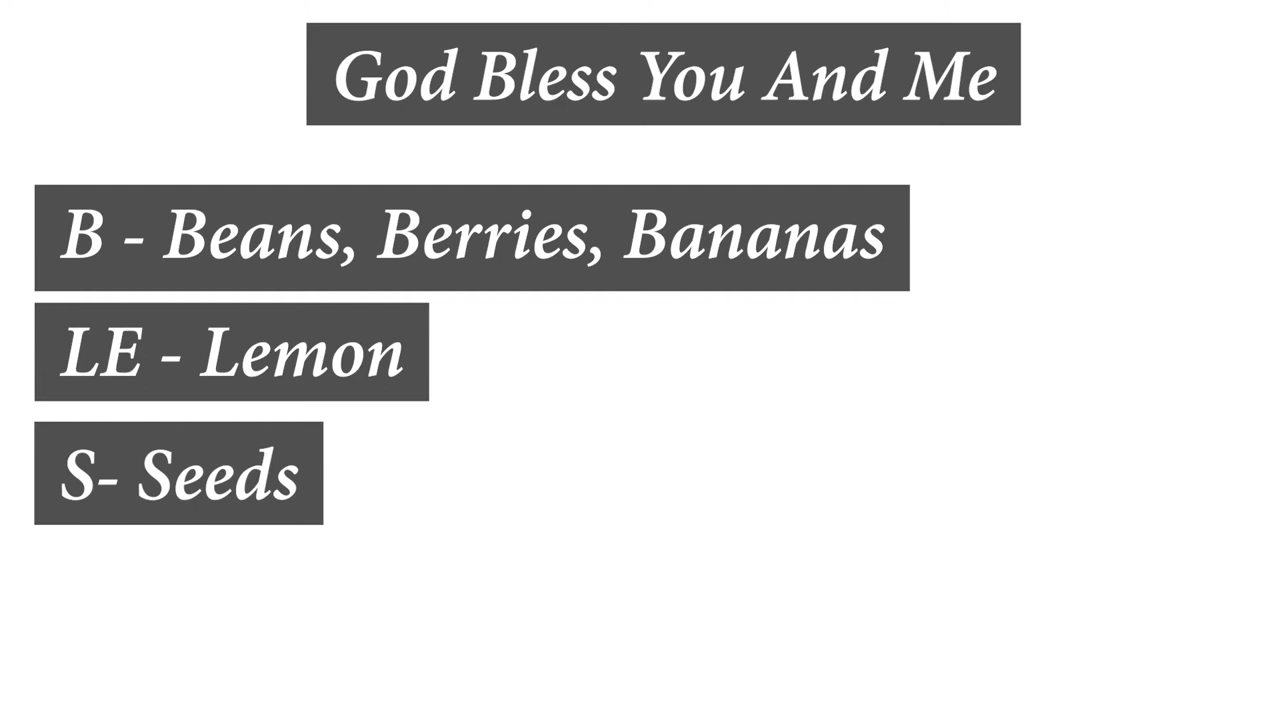 God Bless You And Me
B - Beans, Berries, Bananas
LE - Lemon
S- Seeds